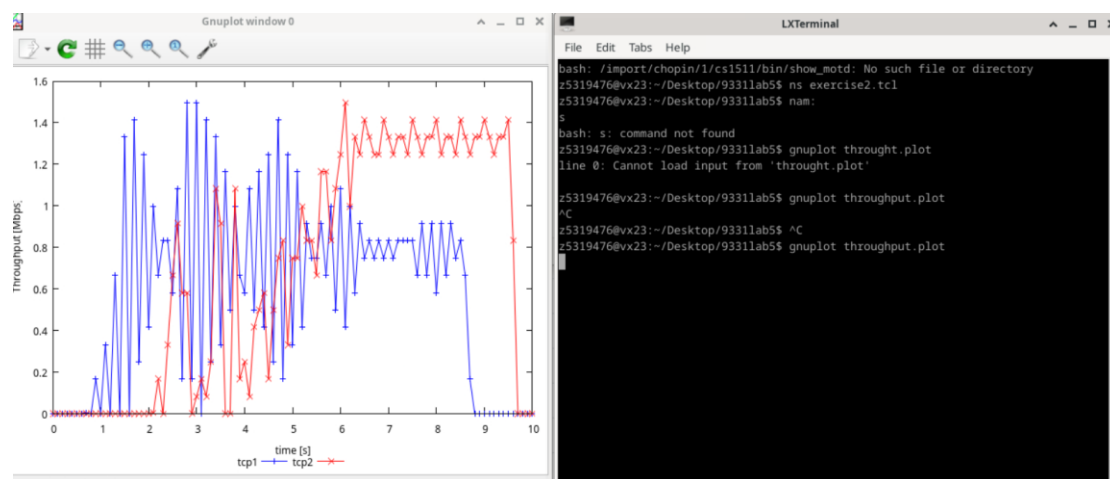 Gnuplot window 0
1.6
1.4
1.2
1
0.8
0.6
0.4
0.2
0
Throughput [Mbps]
0 1 2 3 4 5 6 7 8 9 10
time [s]
tcp1 tcp2
LXTerminal
File Edit Tabs Help
bash: /import/chopin/1/cs1511/bin/show_motd: No such file or directory
z5319476@vx23:~/Desktop/9331lab5$ ns exercise2.tcl
z5319476@vx23:~/Desktop/9331lab5$ nam:
s
bash: s: command not found
z5319476@vx23:~/Desktop/9331lab5$ gnuplot throught.plot
line 0: Cannot load input from 'throught.plot'
z5319476@vx23:~/Desktop/9331lab5$ gnuplot throughput.plot
^C
z5319476@vx23:~/Desktop/9331lab5$ ^C
z5319476@vx23:~/Desktop/9331lab5$ gnuplot throughput.plot